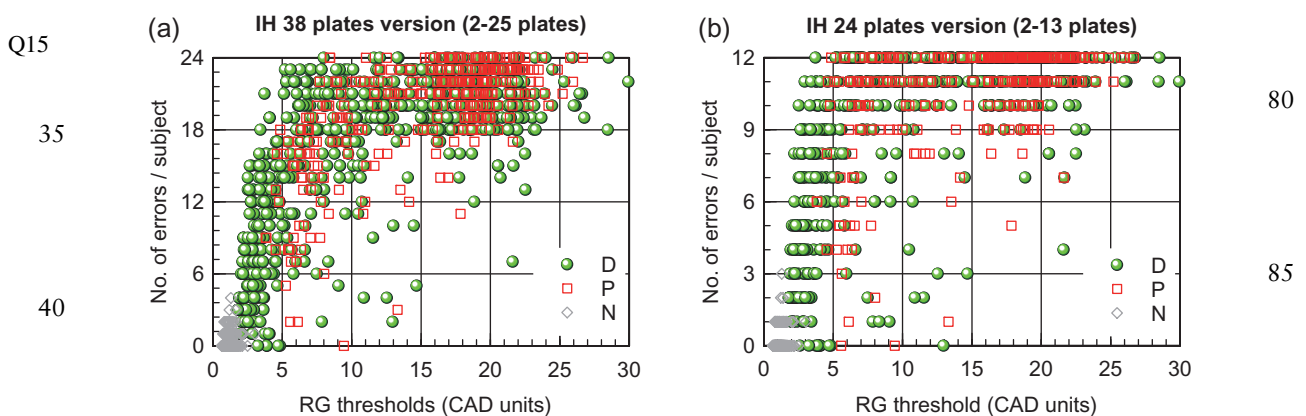 Q15
35
40
(a)
IH 38 plates version (2-25 plates)
No. of errors / subject
24
18
12
6
0
D
P
N
0 5 10 15 20 25 30
RG thresholds (CAD units)
(b)
IH 24 plates version (2-13 plates)
No. of errors / subject
12
9
6
3
0
D
P
N
0 5 10 15 20 25 30
RG threshold (CAD units)
80
85